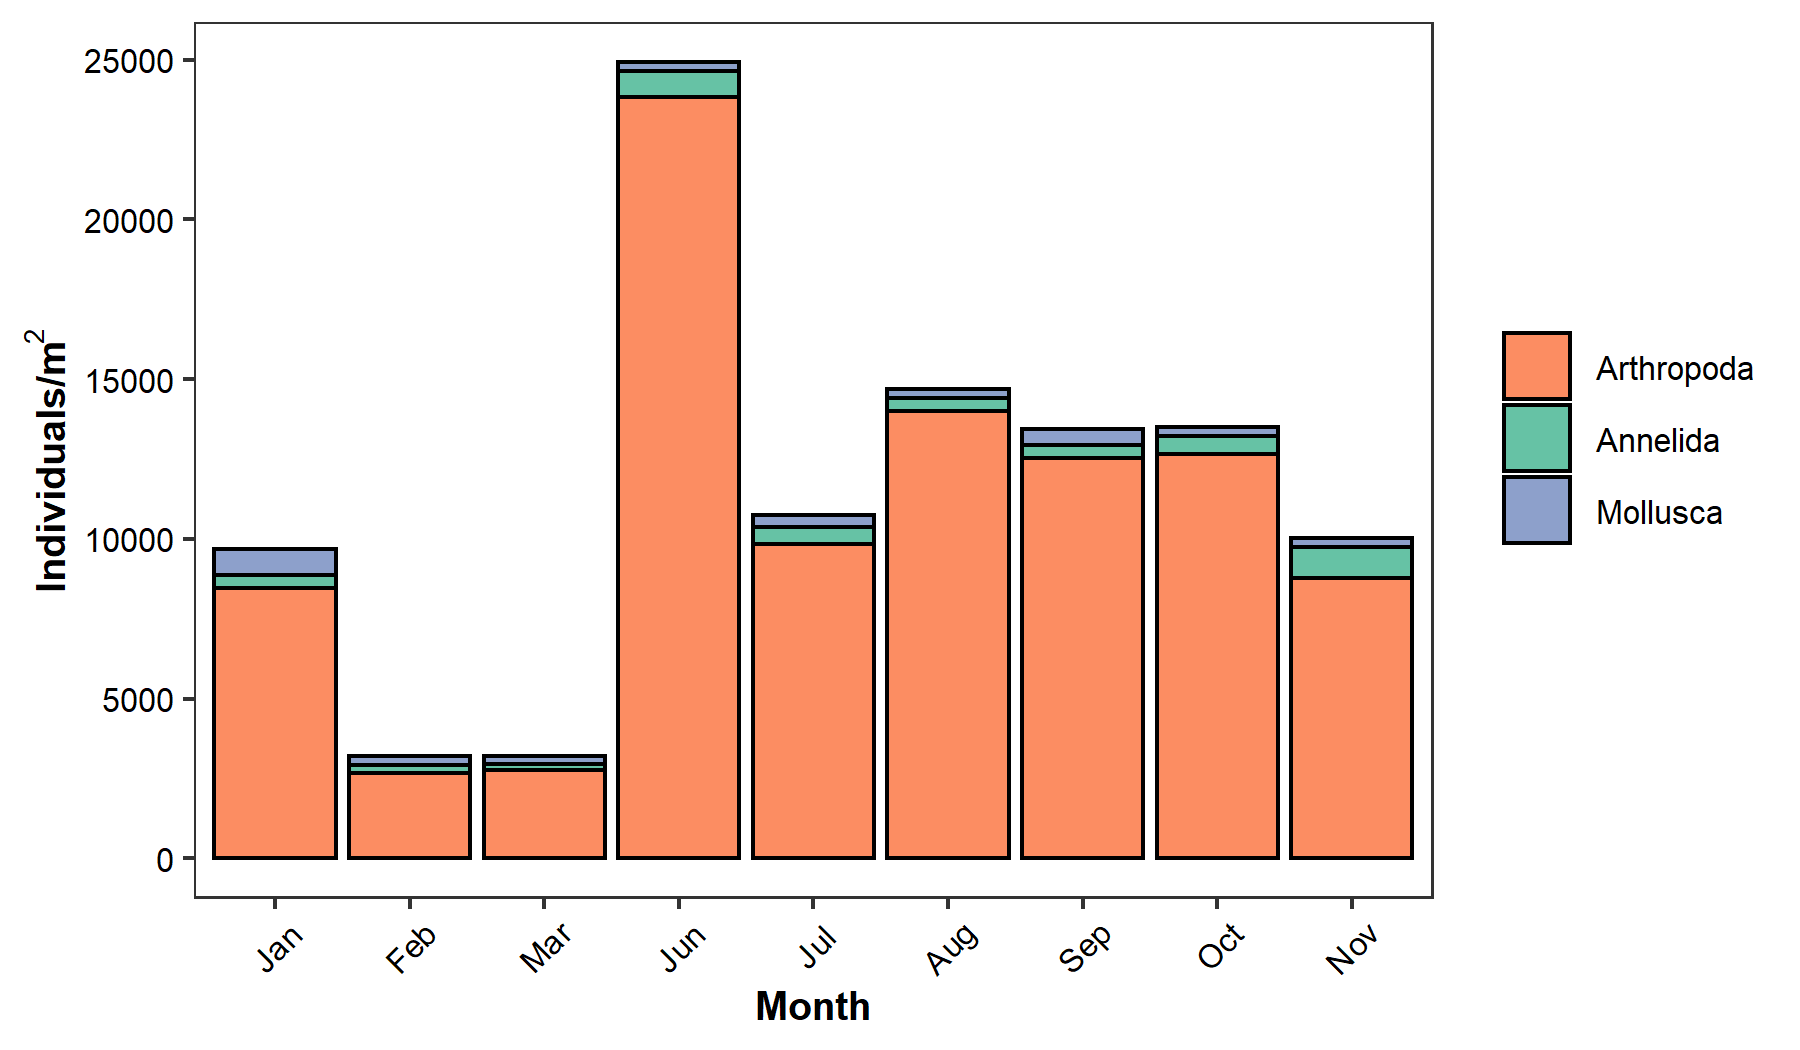 25000
20000
15000
10000
5000
0
Individuals/m²
Jan
Feb
Mar
Jun
Jul
Aug
Sep
Oct
Nov
Month
Arthropoda
Annelida
Mollusca